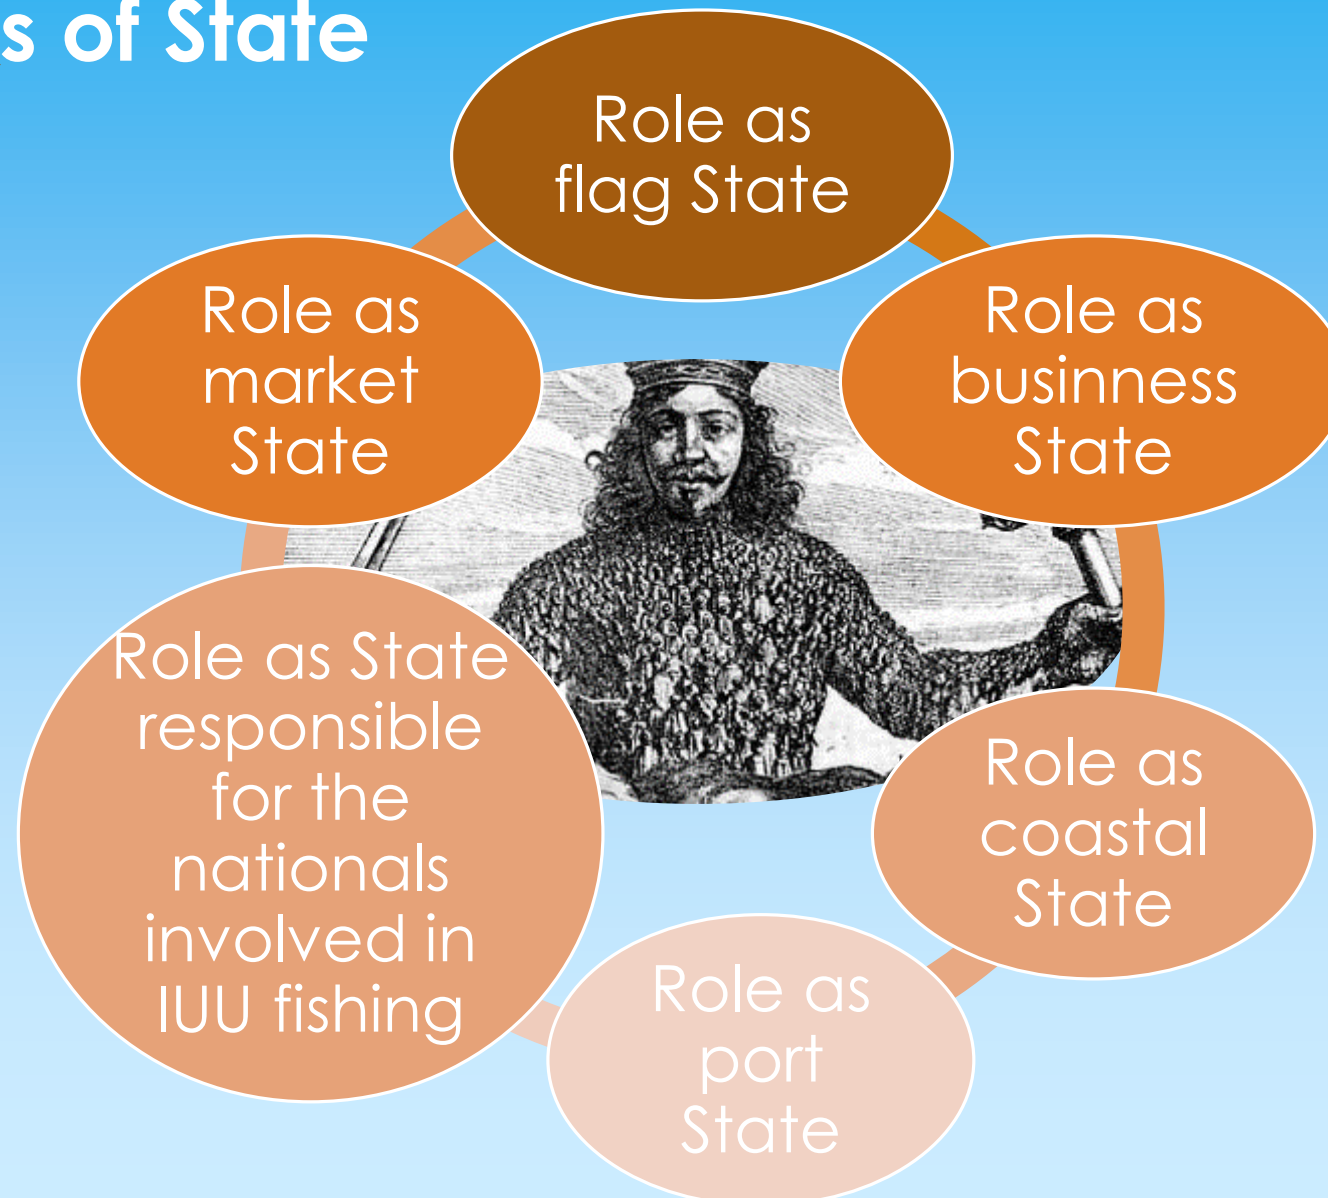 s of State
Role as
flag State
Role as
businness
State
Role as
coastal
State
Role as
port
State
Role as State
responsible
for the
nationals
involved in
IUU fishing
Role as
market
State